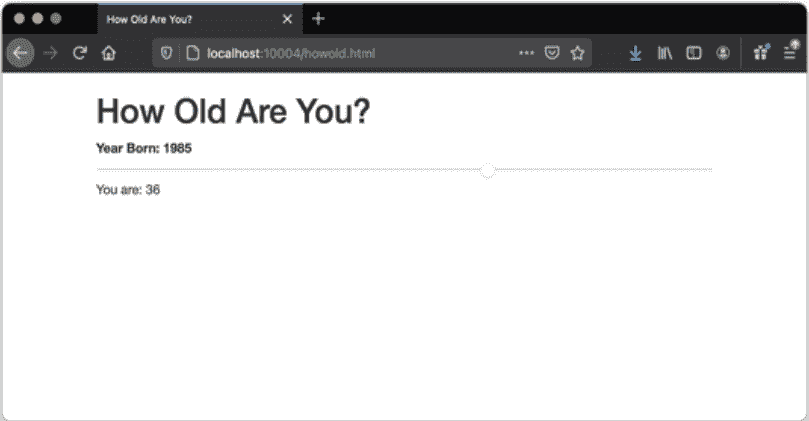 How Old Are You?
localhost:10004/howold.html
How Old Are You?
Year Born: 1985
You are: 36